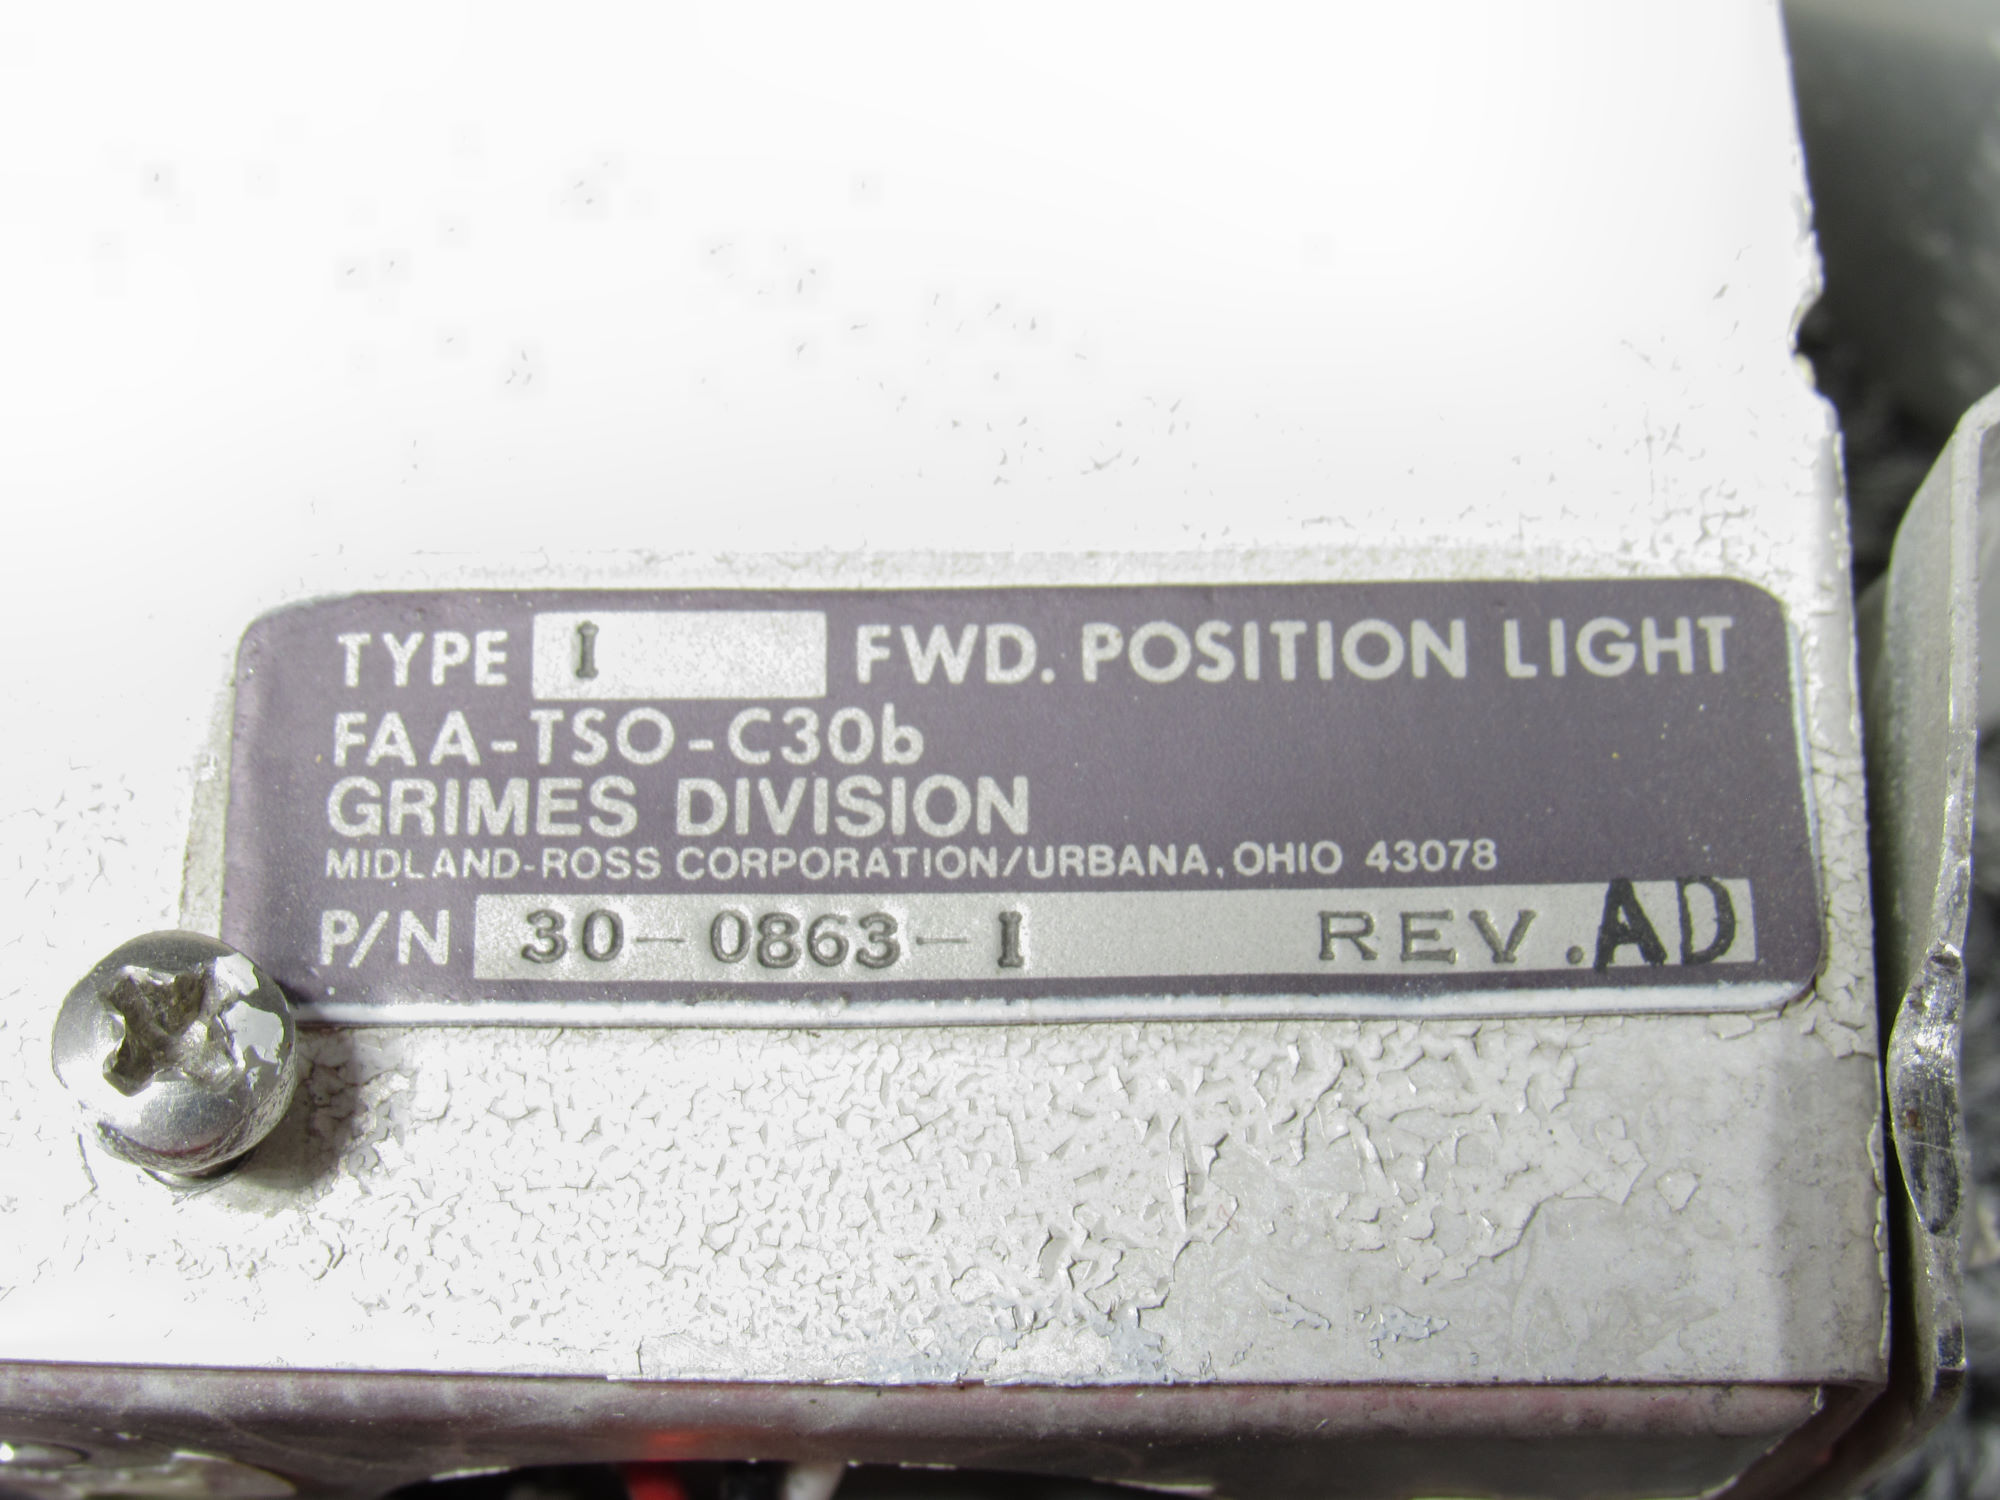 TYPE I FWD. POSITION LIGHT
FAA-TSO-C30b
GRIMES DIVISION
MIDLAND-ROSS CORPORATION/URBANA, OHIO 43078
P/N 30-0863-1 REV.AD